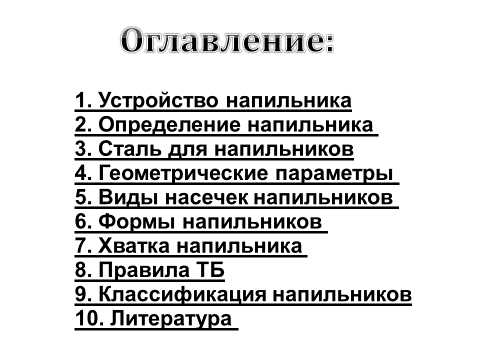 Оглавление:
1. Устройство напильника
2. Определение напильника
3. Сталь для напильников
4. Геометрические параметры
5. Виды насечек напильников
6. Формы напильников
7. Хватка напильника
8. Правила ТБ
9. Классификация напильников
10. Литература